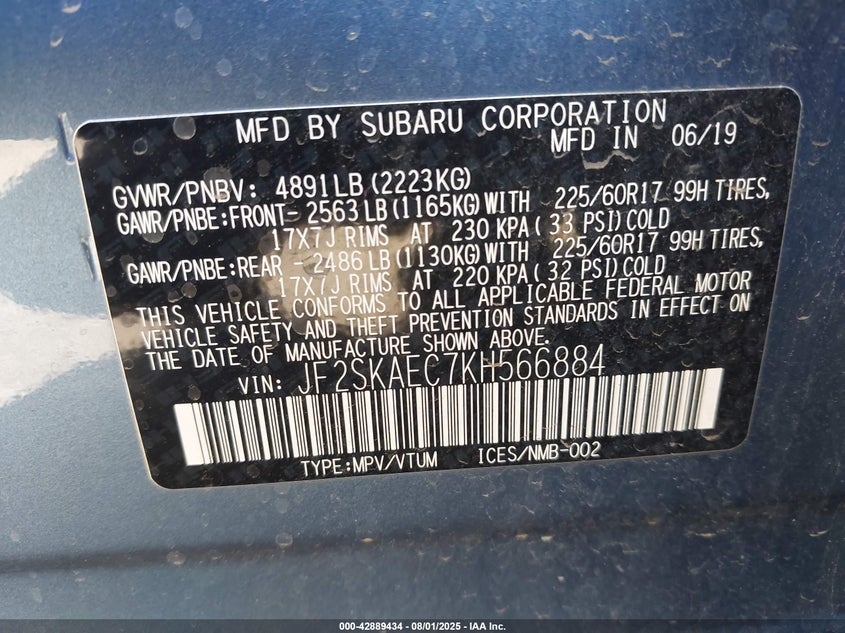 MFD BY SUBARU CORPORATION
MFD IN 06/19
GVWR/PNBV: 4891LB(2223KG)
GAWR/PNBE:FRONT- 2563LB(1165KG)WITH 225/60R17 99H TIRES,
17X7J RIMS AT 230 KPA( 33 PSI)COLD
GAWR/PNBE:REAR - 2486LB(1130KG)WITH 225/60R17 99H TIRES,
17X7J RIMS AT 220 KPA( 32 PSI)COLD
THIS VEHICLE CONFORMS TO ALL APPLICABLE FEDERAL MOTOR
VEHICLE SAFETY AND THEFT PREVENTION STANDARDS IN EFFECT ON
THE DATE OF MANUFACTURE SHOWN ABOVE.
VIN: JF2SKAEC7KH566884
TYPE:MPV/VTUM ICES/NMB-002
000-42889434 - 08/01/2025 - IAA Inc.